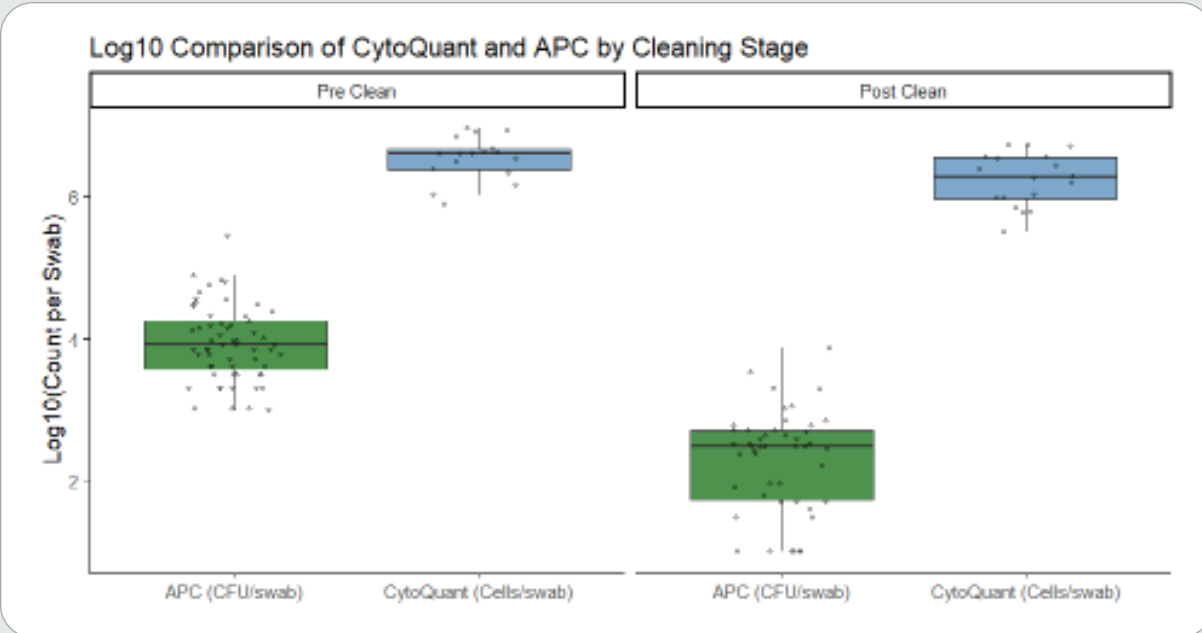 Log10 Comparison of CytoQuant and APC by Cleaning Stage
Pre Clean
Post Clean
Log10(Count per Swab)
6
4
2
APC (CFU/swab)
CytoQuant (Cells/swab)
APC (CFU/swab)
CytoQuant (Cells/swab)